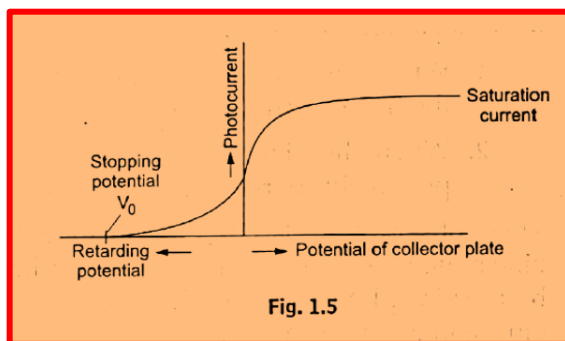 Photocurrent
Saturation
current
Stopping
potential
V₀
Retarding
potential
Potential of collector plate
Fig. 1.5